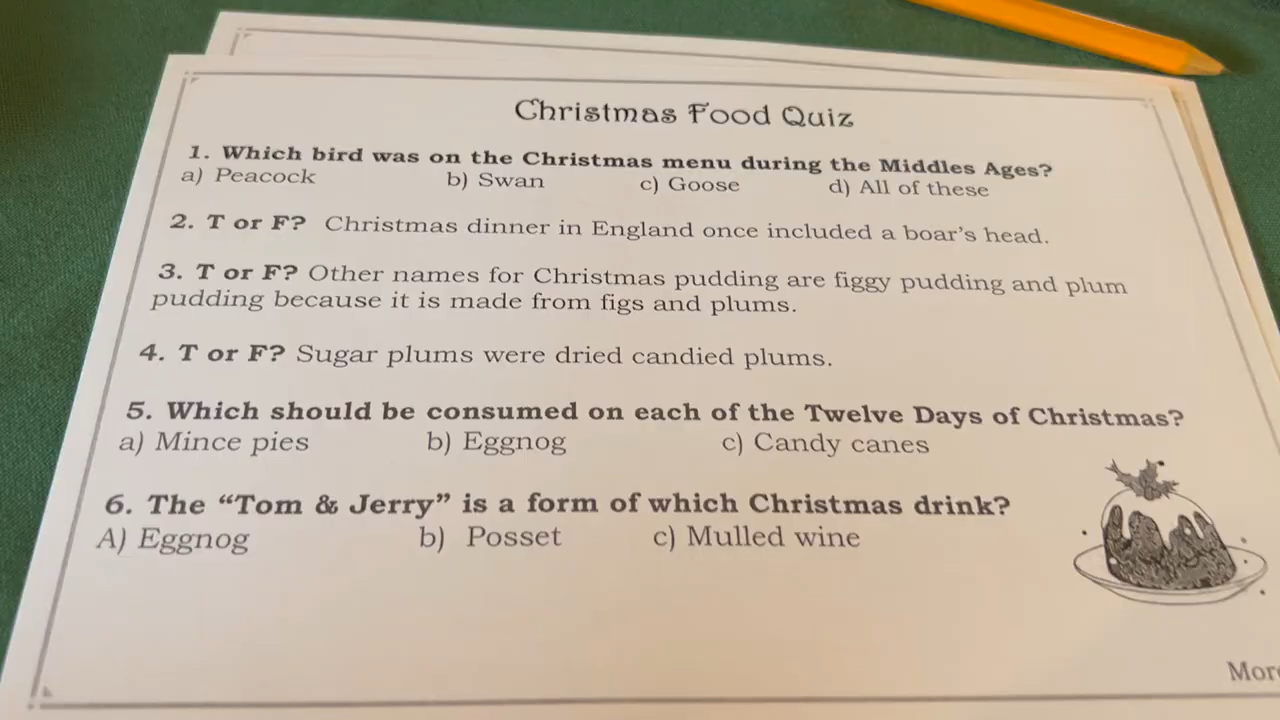 Christmas Food Quiz
1. Which bird was on the Christmas menu during the Middles Ages?
a) Peacock b) Swan c) Goose d) All of these
2. T or F? Christmas dinner in England once included a boar's head.
3. T or F? Other names for Christmas pudding are figgy pudding and plum
pudding because it is made from figs and plums.
4. T or F? Sugar plums were dried candied plums.
5. Which should be consumed on each of the Twelve Days of Christmas?
a) Mince pies b) Eggnog c) Candy canes
6. The “Tom & Jerry” is a form of which Christmas drink?
A) Eggnog b) Posset c) Mulled wine
More